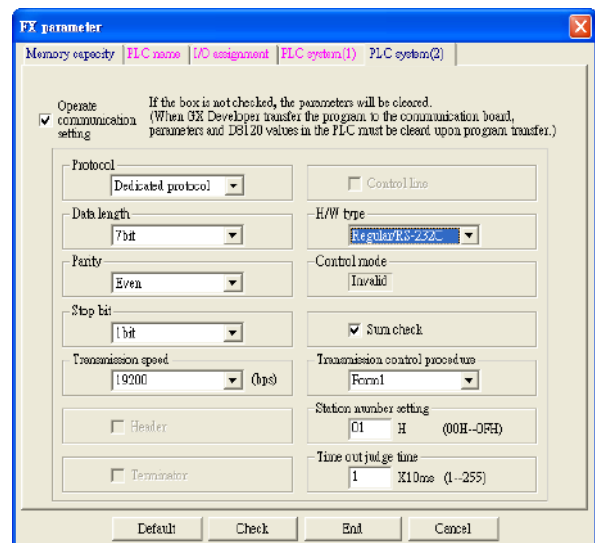 FX parameter
Memory capacity PLC name I/O assignment PLC system(1) PLC system(2)
Operate communication setting
If the box is not checked, the parameters will be cleared.
(When GX Developer transfer the program to the communication board,
parameters and D8120 values in the PLC must be cleard upon program transfer.)
Protocol
Dedicated protocol
Control line
Data length
7bit
H/W type
Regular/RS-232C
Parity
Even
Control mode
Invalid
Stop bit
1bit
Sum check
Transmission speed
19200 (bps)
Transmission control procedure
Form1
Header
Station number setting
01 H (00H--0FH)
Terminator
Time out judge time
1 X10ms (1--255)
Default Check End Cancel